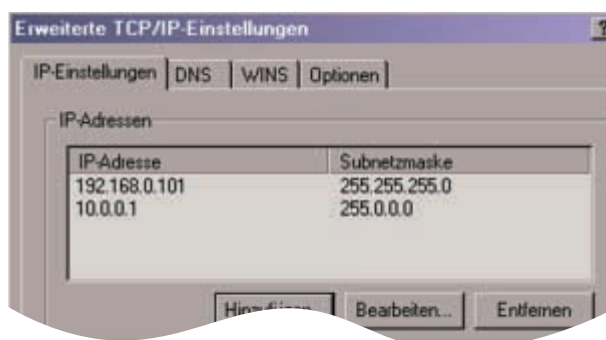 Erweiterte TCP/IP-Einstellungen ?
IP-Einstellungen DNS WINS Optionen
IP-Adressen
IP-Adresse Subnetzmaske
192.168.0.101 255.255.255.0
10.0.0.1 255.0.0.0
Bearbeiten... Entfernen